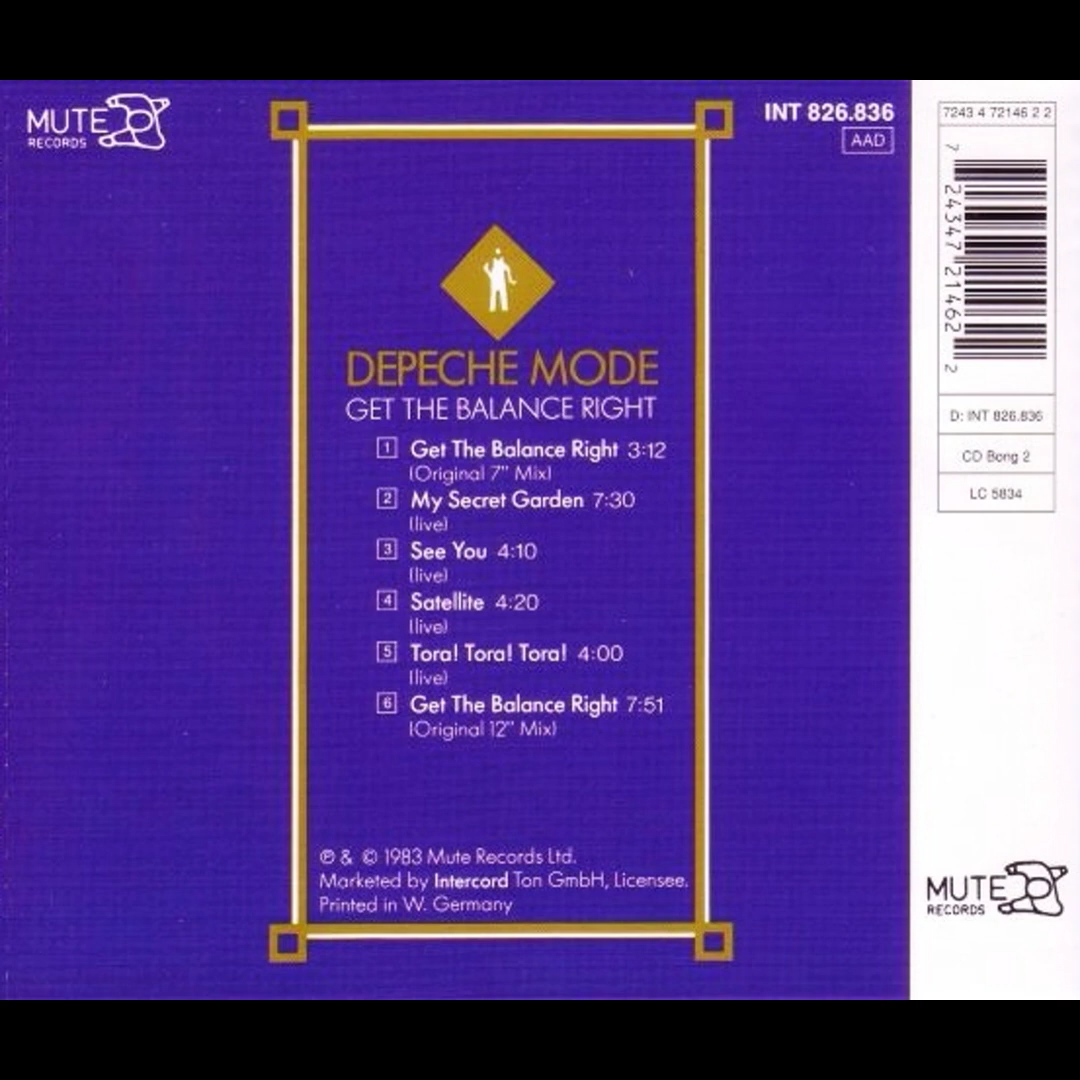 MUTE
RECORDS
INT 826.836
AAD
DEPECHE MODE
GET THE BALANCE RIGHT
1 Get The Balance Right 3:12
(Original 7" Mix)
2 My Secret Garden 7:30
(live)
3 See You 4:10
(live)
4 Satellite 4:20
(live)
5 Tora! Tora! Tora! 4:00
(live)
6 Get The Balance Right 7:51
(Original 12" Mix)
℗ & © 1983 Mute Records Ltd.
Marketed by Intercord Ton GmbH, Licensee.
Printed in W. Germany
7243 4 72146 2 2
7 24347 21462 2
D: INT 826.836
CD Bong 2
LC 5834
MUTE
RECORDS